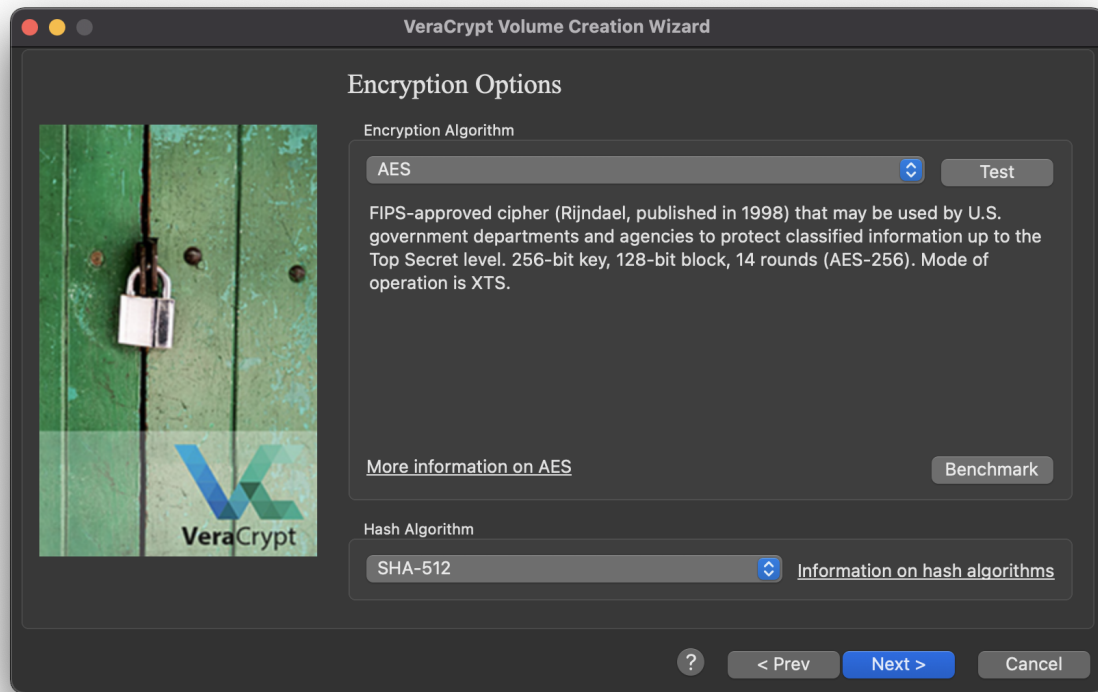 VeraCrypt Volume Creation Wizard
Encryption Options
Encryption Algorithm
AES
Test
FIPS-approved cipher (Rijndael, published in 1998) that may be used by U.S.
government departments and agencies to protect classified information up to the
Top Secret level. 256-bit key, 128-bit block, 14 rounds (AES-256). Mode of
operation is XTS.
More information on AES
Benchmark
VeraCrypt
Hash Algorithm
SHA-512
Information on hash algorithms
?
< Prev
Next >
Cancel